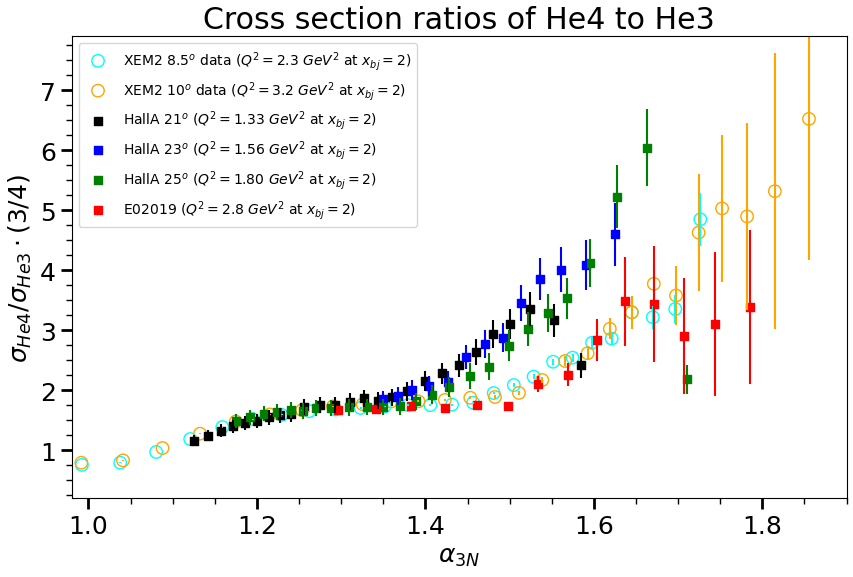 Cross section ratios of He4 to He3
XEM2 8.5° data (Q² = 2.3 GeV² at x_bj = 2)
XEM2 10° data (Q² = 3.2 GeV² at x_bj = 2)
HallA 21° (Q² = 1.33 GeV² at x_bj = 2)
HallA 23° (Q² = 1.56 GeV² at x_bj = 2)
HallA 25° (Q² = 1.80 GeV² at x_bj = 2)
E02019 (Q² = 2.8 GeV² at x_bj = 2)
σ_He4/σ_He3 · (3/4)
7
6
5
4
3
2
1
1.0 1.2 1.4 1.6 1.8
α_3N